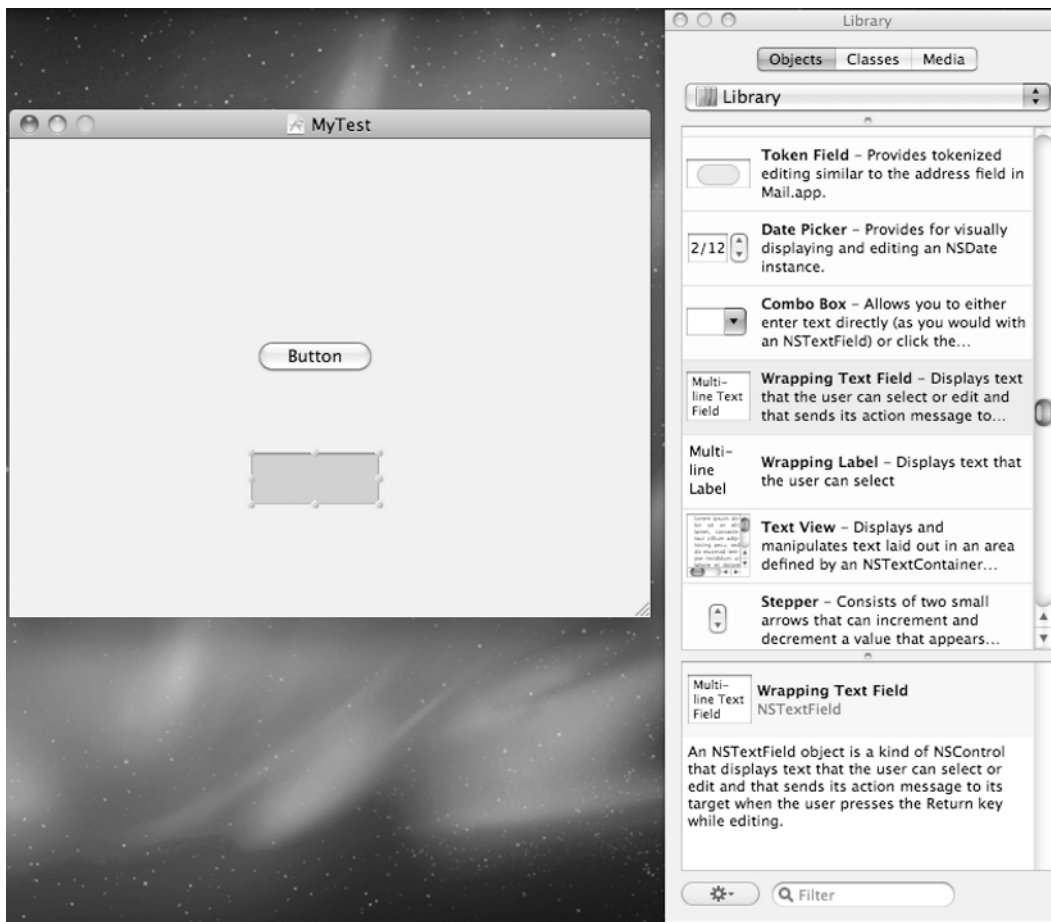 Library
Objects
Classes
Media
Library
MyTest
Button
Token Field – Provides tokenized
editing similar to the address field in
Mail.app.
2/12
Date Picker – Provides for visually
displaying and editing an NSDate
instance.
Combo Box – Allows you to either
enter text directly (as you would with
an NSTextField) or click the...
Multi-
line Text
Field
Wrapping Text Field – Displays text
that the user can select or edit and
that sends its action message to...
Multi-
line
Label
Wrapping Label – Displays text that
the user can select
Text View – Displays and
manipulates text laid out in an area
defined by an NSTextContainer...
Stepper – Consists of two small
arrows that can increment and
decrement a value that appears...
Multi-
line Text
Field
Wrapping Text Field
NSTextField
An NSTextField object is a kind of NSControl
that displays text that the user can select or
edit and that sends its action message to its
target when the user presses the Return key
while editing.
Filter